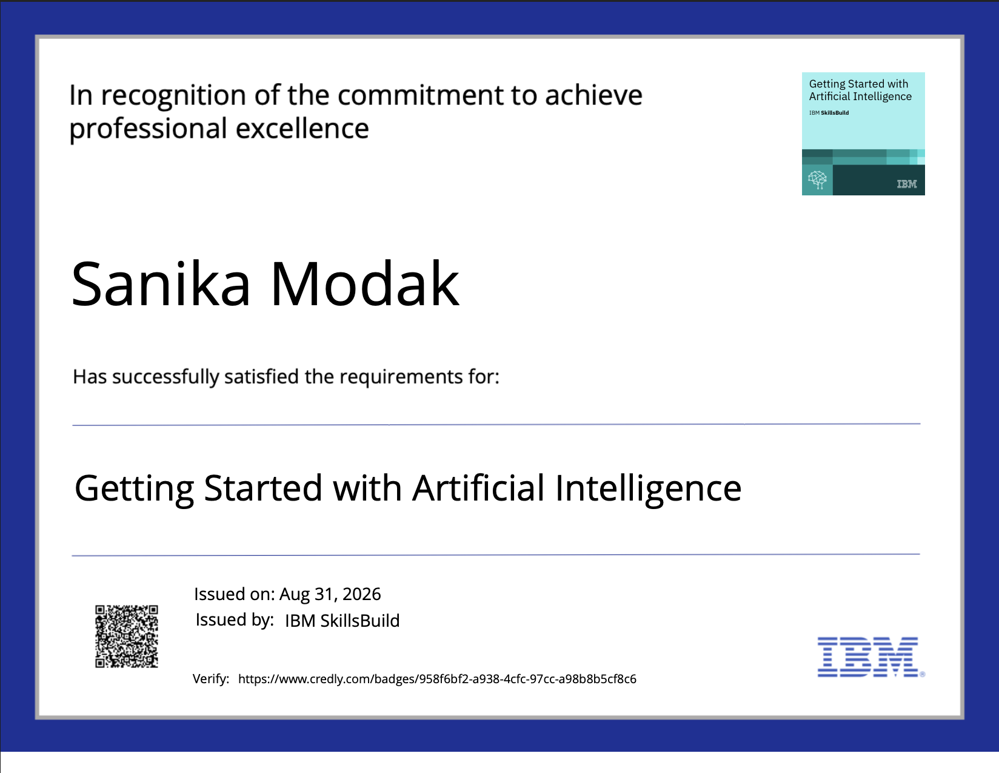 In recognition of the commitment to achieve
professional excellence
Getting Started with
Artificial Intelligence
IBM SkillsBuild
IBM
Sanika Modak
Has successfully satisfied the requirements for:
Getting Started with Artificial Intelligence
Issued on: Aug 31, 2026
Issued by: IBM SkillsBuild
Verify: https://www.credly.com/badges/958f6bf2-a938-4cfc-97cc-a98b8b5cf8c6
IBM®